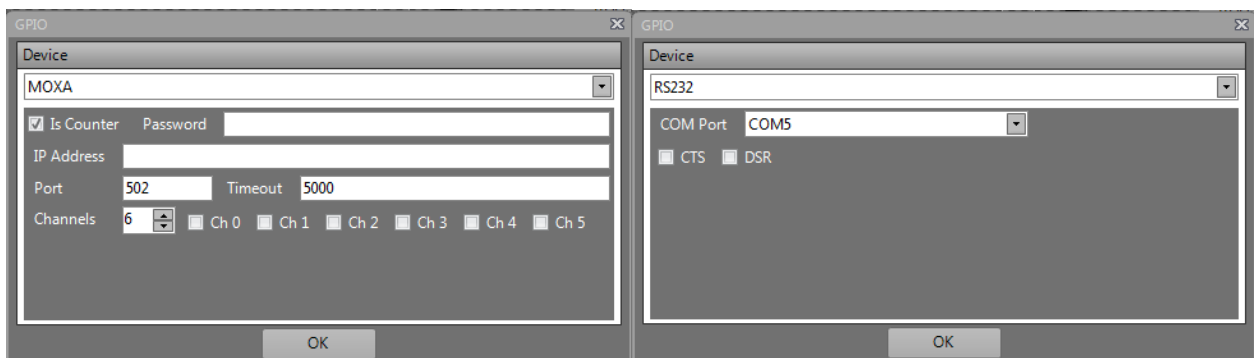 GPIO
Device
MOXA
Is Counter Password
IP Address
Port 502 Timeout 5000
Channels 6 Ch 0 Ch 1 Ch 2 Ch 3 Ch 4 Ch 5
OK
GPIO
Device
RS232
COM Port COM5
CTS DSR
OK